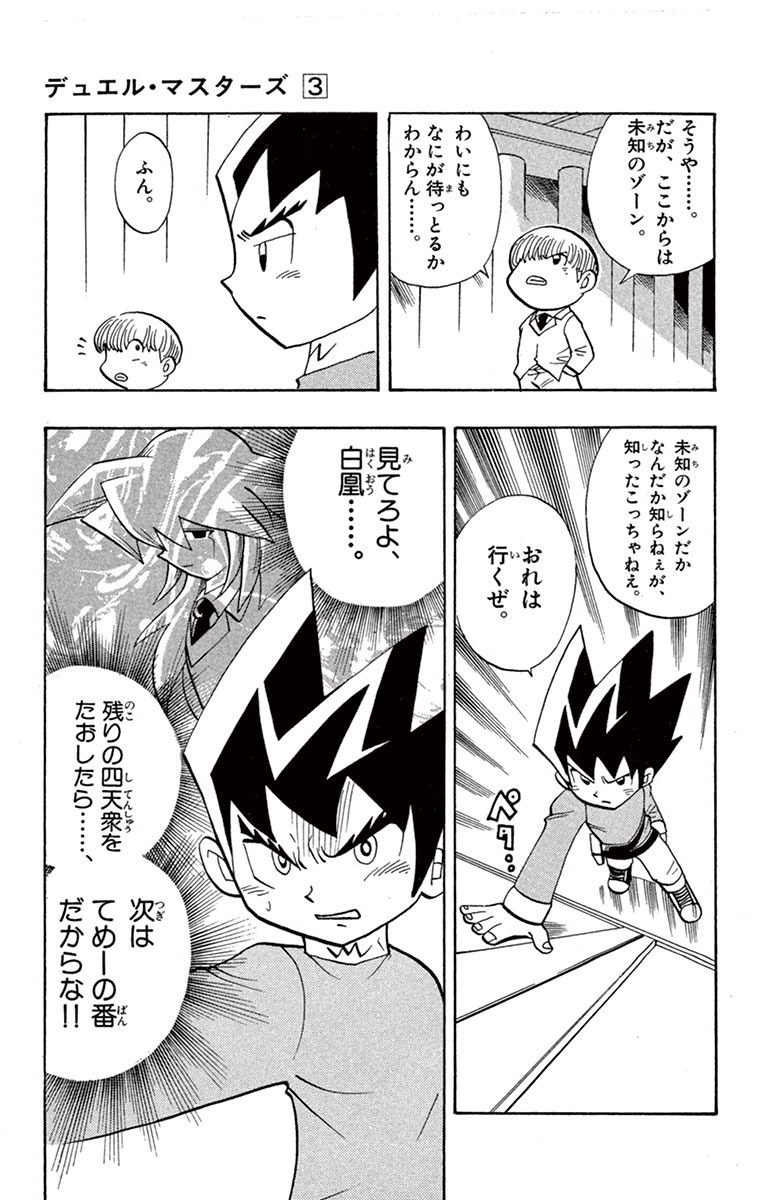 デュエル・マスターズ 3
そうや……。
だが、ここからは
未知のゾーン。
わいにも
なにが待っとるか
わからん……。
ふん。
未知のゾーンだか
なんだか知らねぇが、
知ったこっちゃねえ。
おれは
行くぜ。
ペタ‥
見てろよ、
白凰……。
残りの四天衆を
たおしたら……、
次は
てめーの番
だからな!!